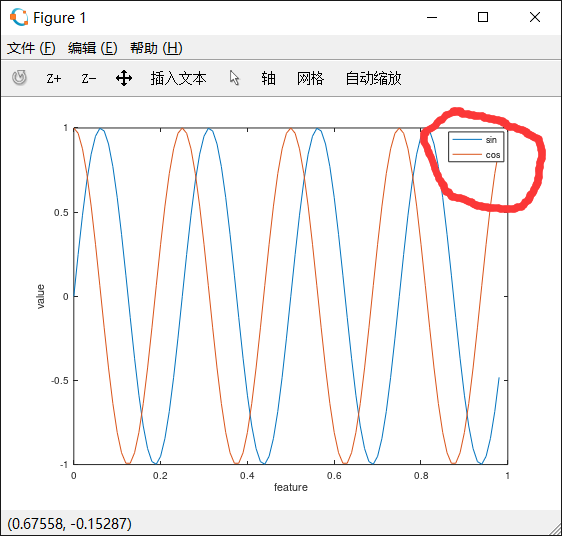 Figure 1
文件 (F) 编辑 (E) 帮助 (H)
Z+ Z− 插入文本 轴 网格 自动缩放
sin
cos
1
0.5
0
-0.5
-1
value
0 0.2 0.4 0.6 0.8 1
feature
(0.67558, -0.15287)